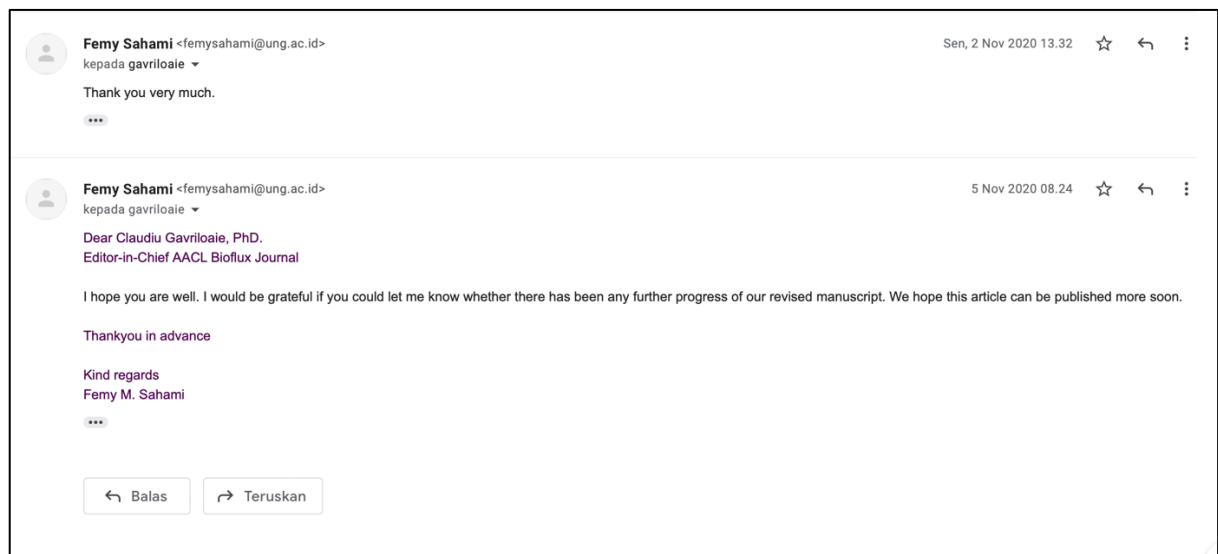 Femy Sahami <femysahami@ung.ac.id>
Sen, 2 Nov 2020 13.32
kepada gavriloaie
Thank you very much.
Femy Sahami <femysahami@ung.ac.id>
5 Nov 2020 08.24
kepada gavriloaie
Dear Claudiu Gavriloaie, PhD.
Editor-in-Chief AACL Bioflux Journal
I hope you are well. I would be grateful if you could let me know whether there has been any further progress of our revised manuscript. We hope this article can be published more soon.
Thankyou in advance
Kind regards
Femy M. Sahami
Balas
Teruskan